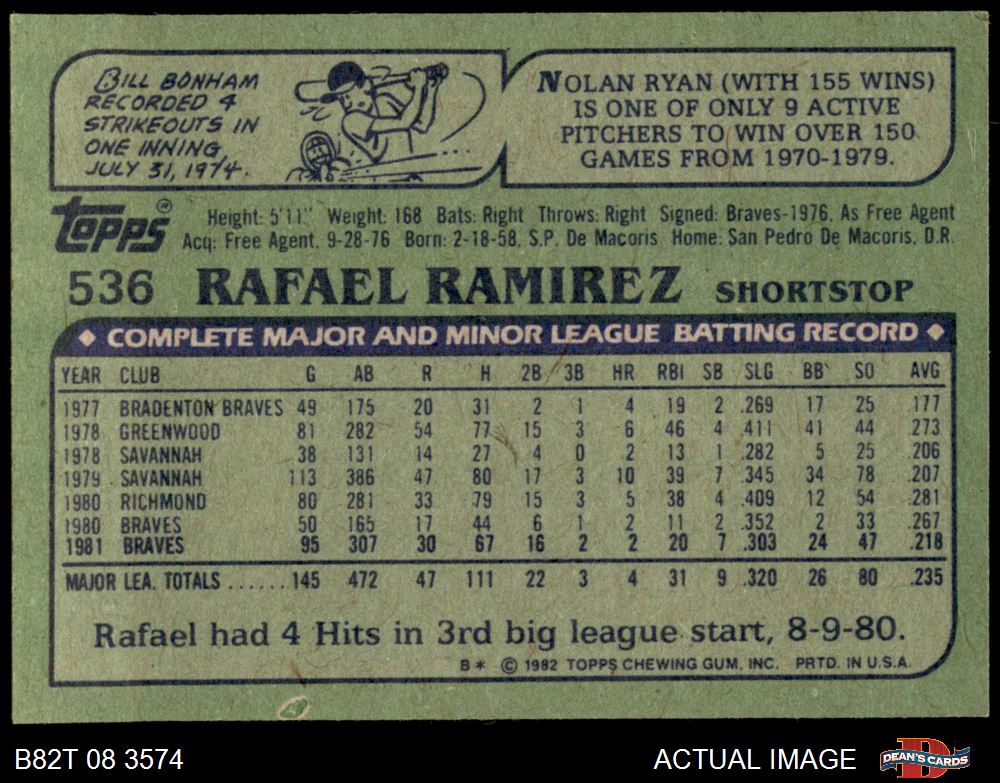 BILL BONHAM
RECORDED 4
STRIKEOUTS IN
ONE INNING
JULY 31, 1974.
NOLAN RYAN (WITH 155 WINS)
IS ONE OF ONLY 9 ACTIVE
PITCHERS TO WIN OVER 150
GAMES FROM 1970-1979.
TOPPS®
Height: 5'11" Weight: 168 Bats: Right Throws: Right Signed: Braves-1976, As Free Agent
Acq: Free Agent, 9-28-76 Born: 2-18-58, S.P. De Macoris Home: San Pedro De Macoris, D.R.
536 RAFAEL RAMIREZ SHORTSTOP
◆ COMPLETE MAJOR AND MINOR LEAGUE BATTING RECORD ◆
YEAR CLUB G AB R H 2B 3B HR RBI SB SLG BB SO AVG
1977 BRADENTON BRAVES 49 175 20 31 2 1 4 19 2 .269 17 25 .177
1978 GREENWOOD 81 282 54 77 15 3 6 46 4 .411 41 44 .273
1978 SAVANNAH 38 131 14 27 4 0 2 13 1 .282 5 25 .206
1979 SAVANNAH 113 386 47 80 17 3 10 39 7 .345 34 78 .207
1980 RICHMOND 80 281 33 79 15 3 5 38 4 .409 12 54 .281
1980 BRAVES 50 165 17 44 6 1 2 11 2 .352 2 33 .267
1981 BRAVES 95 307 30 67 16 2 2 20 7 .303 24 47 .218
MAJOR LEA. TOTALS ...... 145 472 47 111 22 3 4 31 9 .320 26 80 .235
Rafael had 4 Hits in 3rd big league start, 8-9-80.
B* © 1982 TOPPS CHEWING GUM, INC. PRTD. IN U.S.A.
B82T 08 3574
ACTUAL IMAGE
D
DEAN'S CARDS